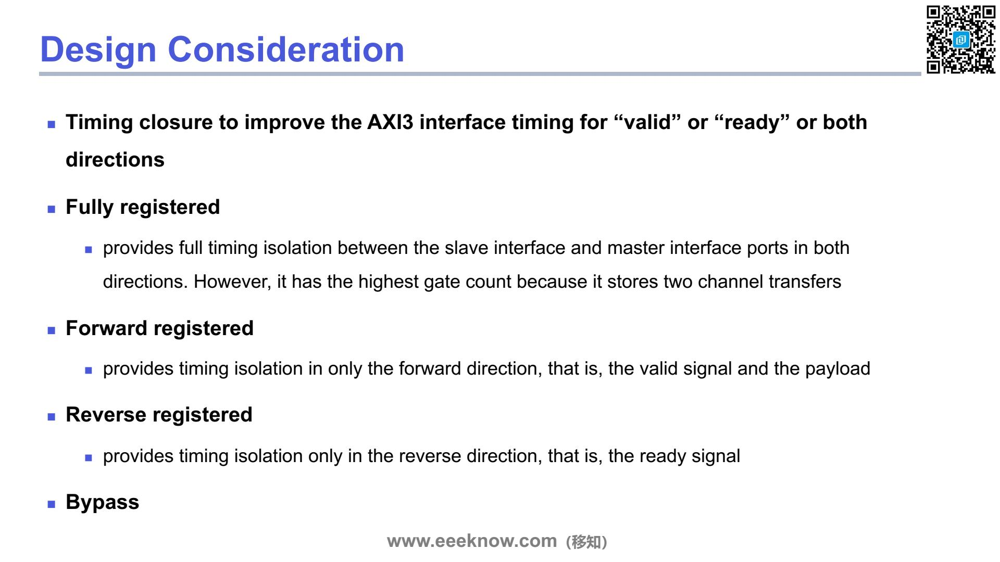 Design Consideration
Timing closure to improve the AXI3 interface timing for “valid” or “ready” or both
directions
Fully registered
provides full timing isolation between the slave interface and master interface ports in both
directions. However, it has the highest gate count because it stores two channel transfers
Forward registered
provides timing isolation in only the forward direction, that is, the valid signal and the payload
Reverse registered
provides timing isolation only in the reverse direction, that is, the ready signal
Bypass
www.eeeknow.com (移知)